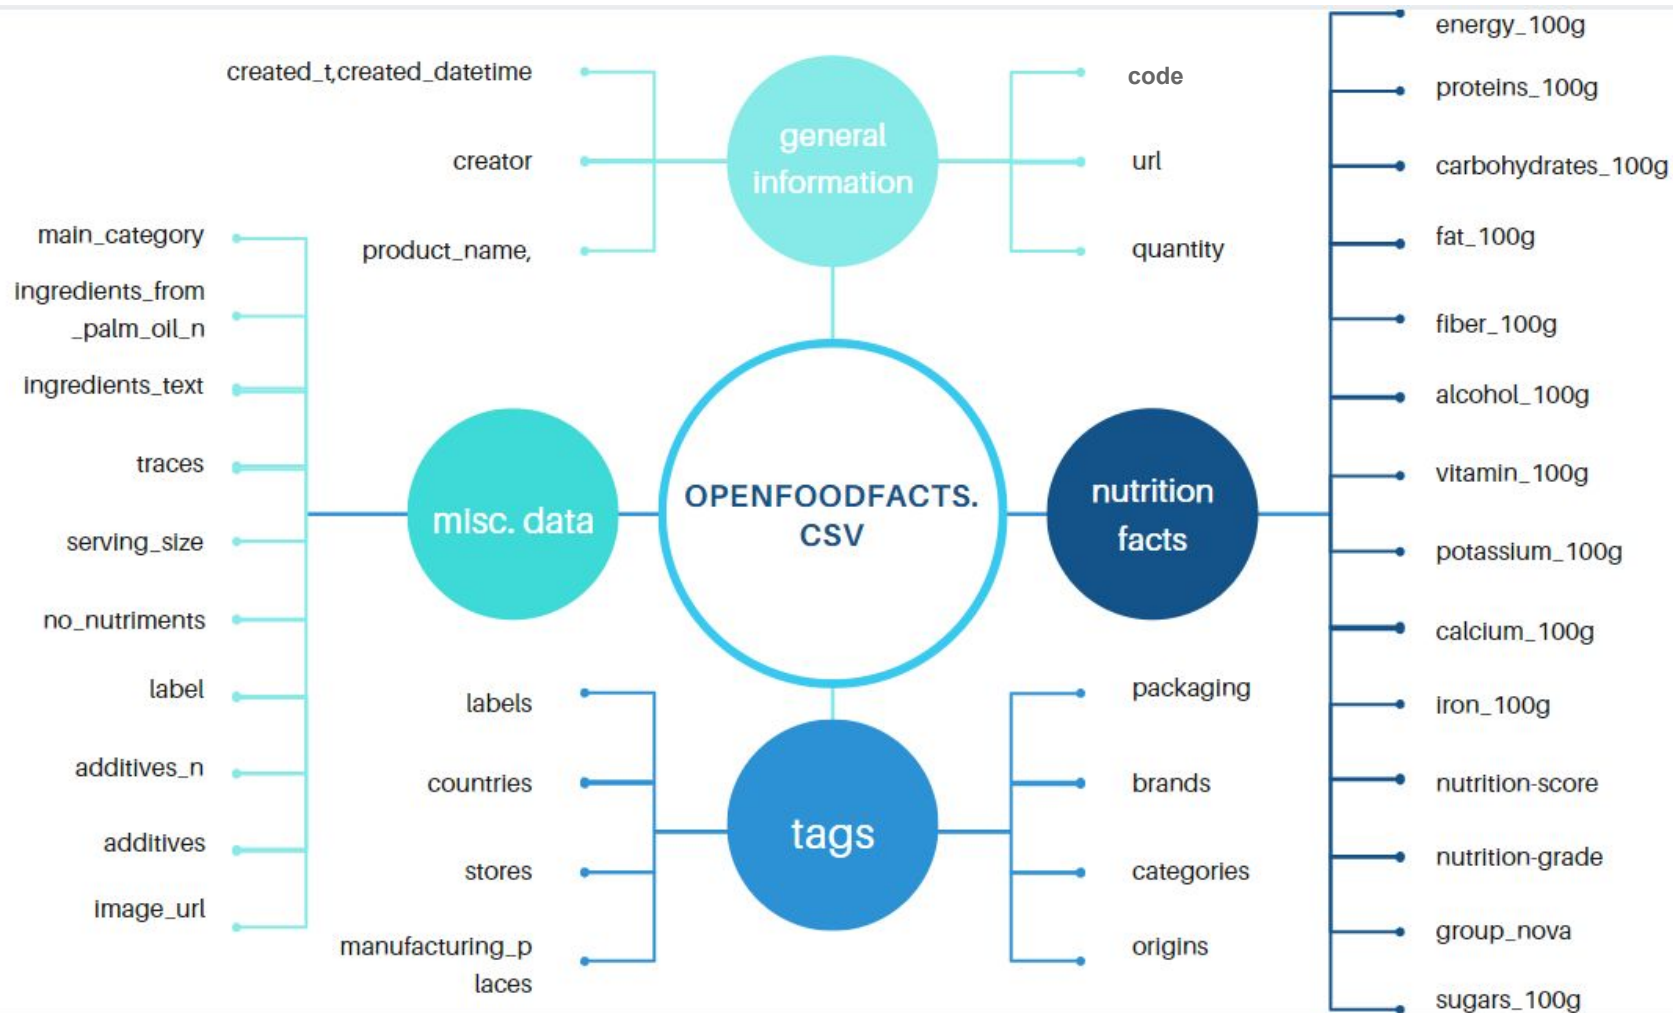 created_t,created_datetime
creator
product_name,
general
information
code
url
quantity
main_category
ingredients_from
_palm_oil_n
ingredients_text
traces
serving_size
no_nutriments
label
additives_n
additives
image_url
misc. data
OPENFOODFACTS.
CSV
nutrition
facts
energy_100g
proteins_100g
carbohydrates_100g
fat_100g
fiber_100g
alcohol_100g
vitamin_100g
potassium_100g
calcium_100g
iron_100g
nutrition-score
nutrition-grade
group_nova
sugars_100g
labels
countries
stores
manufacturing_p
laces
tags
packaging
brands
categories
origins